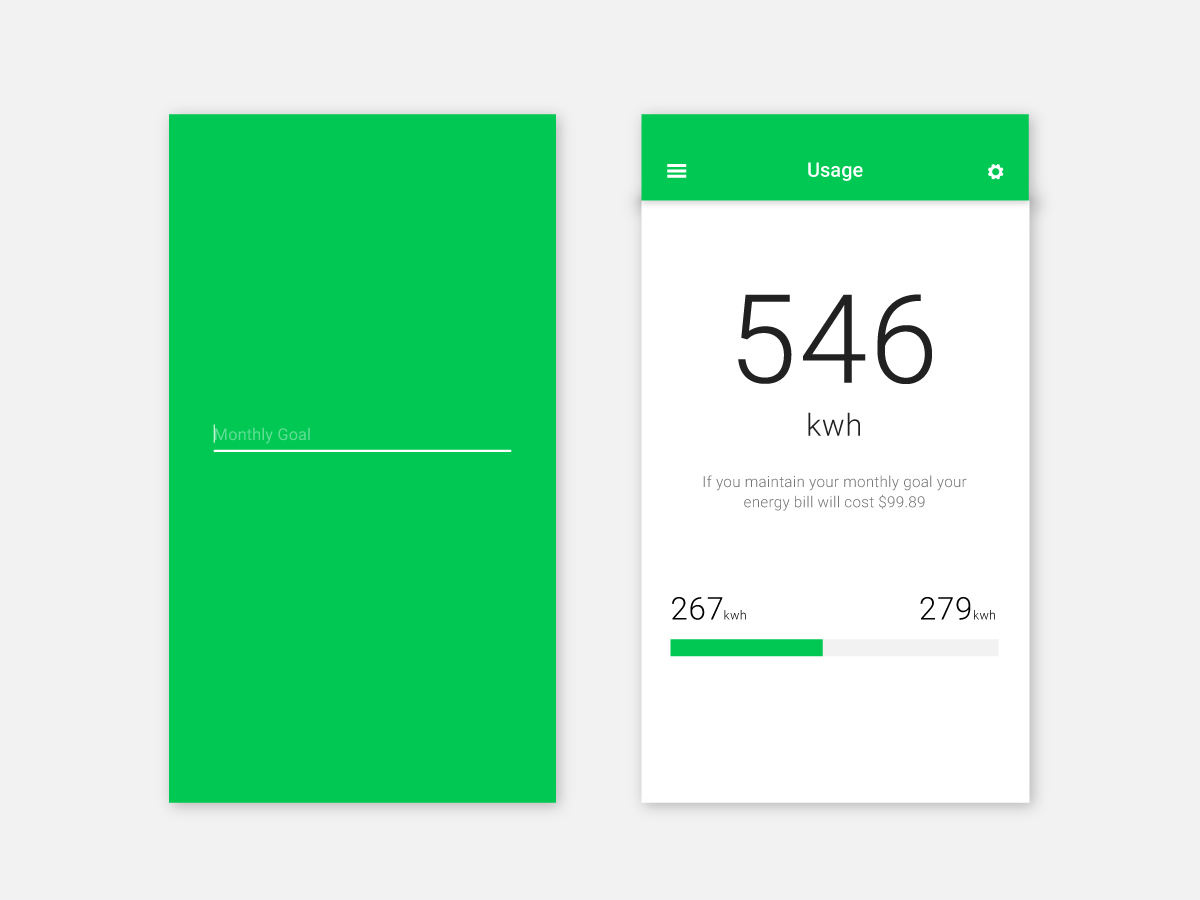 Monthly Goal
Usage
546
kwh
If you maintain your monthly goal your
energy bill will cost $99.89
267kwh
279kwh